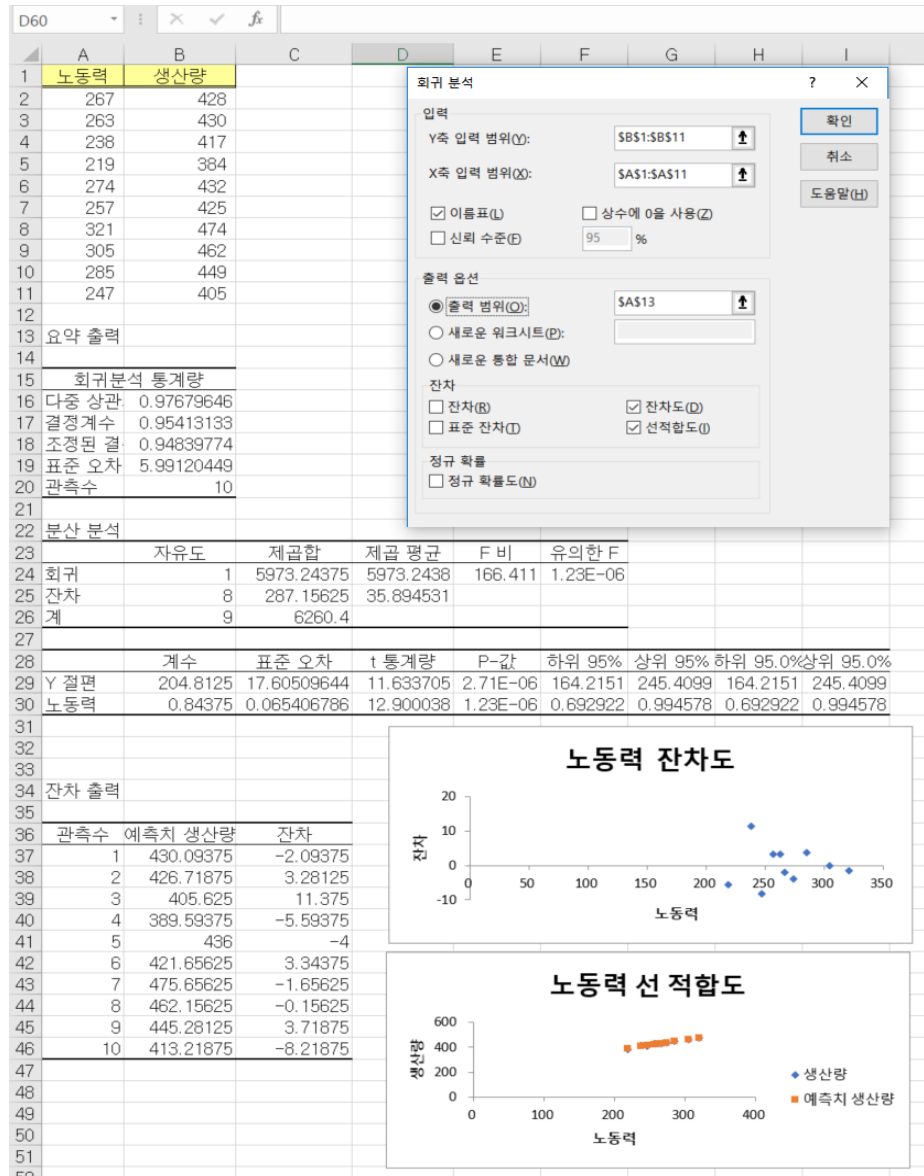 D60
fx
A B C D E F G H I
1 노동력 생산량
2 267 428
3 263 430
4 238 417
5 219 384
6 274 432
7 257 425
8 321 474
9 305 462
10 285 449
11 247 405
12
13 요약 출력
14
15 회귀분석 통계량
16 다중 상관 0.97679646
17 결정계수 0.95413133
18 조정된 결 0.94839774
19 표준 오차 5.99120449
20 관측수 10
21
22 분산 분석
23 자유도 제곱합 제곱 평균 F 비 유의한 F
24 회귀 1 5973.24375 5973.2438 166.411 1.23E-06
25 잔차 8 287.15625 35.894531
26 계 9 6260.4
27
28 계수 표준 오차 t 통계량 P-값 하위 95% 상위 95% 하위 95.0% 상위 95.0%
29 Y 절편 204.8125 17.60509644 11.633705 2.71E-06 164.2151 245.4099 164.2151 245.4099
30 노동력 0.84375 0.065406786 12.900038 1.23E-06 0.692922 0.994578 0.692922 0.994578
31
32
33
34 잔차 출력
35
36 관측수 예측치 생산량 잔차
37 1 430.09375 -2.09375
38 2 426.71875 3.28125
39 3 405.625 11.375
40 4 389.59375 -5.59375
41 5 436 -4
42 6 421.65625 3.34375
43 7 475.65625 -1.65625
44 8 462.15625 -0.15625
45 9 445.28125 3.71875
46 10 413.21875 -8.21875
47
48
49
50
51
회귀 분석 ? ×
입력
Y축 입력 범위(Y): $B$1:$B$11
확인
X축 입력 범위(X): $A$1:$A$11
취소
도움말(H)
이름표(L) 상수에 0을 사용(Z)
신뢰 수준(F) 95 %
출력 옵션
출력 범위(O): $A$13
새로운 워크시트(P):
새로운 통합 문서(W)
잔차
잔차(R) 잔차도(D)
표준 잔차(T) 선적합도(I)
정규 확률
정규 확률도(N)
노동력 잔차도
잔차
20
10
0
-10
0 50 100 150 200 250 300 350
노동력
노동력 선 적합도
생산량
600
400
200
0
0 100 200 300 400
노동력
생산량
예측치 생산량